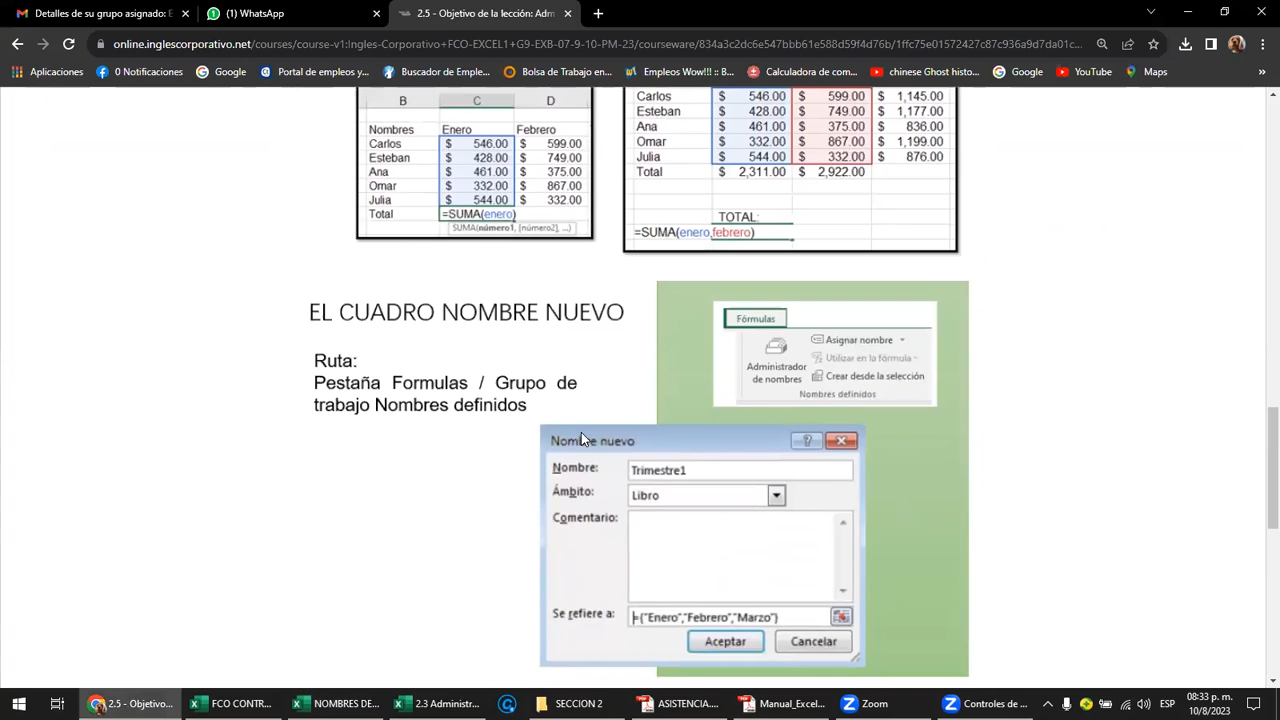 Detalles de su grupo asignado: E
(1) WhatsApp
2.5 - Objetivo de la lección: Adm
online.inglescorporativo.net/courses/course-v1:Ingles-Corporativo+FCO-EXCEL1+G9-EXB-07-9-10-PM-23/courseware/834a3c2dc6e547bbb61e588d59f4d76b/1ffc75e01572427c87c936a9d7da01c...
Aplicaciones
0 Notificaciones
Google
Portal de empleos y...
Buscador de Emple...
Bolsa de Trabajo en...
Empleos Wow!!! = B...
Calculadora de com...
chinese Ghost histo...
Google
YouTube
Maps
»
B C D
Nombres Enero Febrero
Carlos $ 546.00 $ 599.00
Esteban $ 428.00 $ 749.00
Ana $ 461.00 $ 375.00
Omar $ 332.00 $ 867.00
Julia $ 544.00 $ 332.00
Total =SUMA(enero)
SUMA(número1, [número2], ...)
Carlos $ 546.00 $ 599.00 $ 1,145.00
Esteban $ 428.00 $ 749.00 $ 1,177.00
Ana $ 461.00 $ 375.00 $ 836.00
Omar $ 332.00 $ 867.00 $ 1,199.00
Julia $ 544.00 $ 332.00 $ 876.00
Total $ 2,311.00 $ 2,922.00
TOTAL:
=SUMA(enero,febrero)
EL CUADRO NOMBRE NUEVO
Ruta:
Pestaña Formulas / Grupo de
trabajo Nombres definidos
Fórmulas
Administrador
de nombres
Asignar nombre
Utilizar en la fórmula
Crear desde la selección
Nombres definidos
Nombre nuevo
Nombre: Trimestre1
Ámbito: Libro
Comentario:
Se refiere a: ={"Enero","Febrero","Marzo"}
Aceptar
Cancelar
2.5 - Objetivo...
FCO CONTR...
NOMBRES DE...
2.3 Administr...
SECCION 2
ASISTENCIA...
Manual_Excel...
Zoom
Controles de ...
ESP
08:33 p. m.
10/8/2023